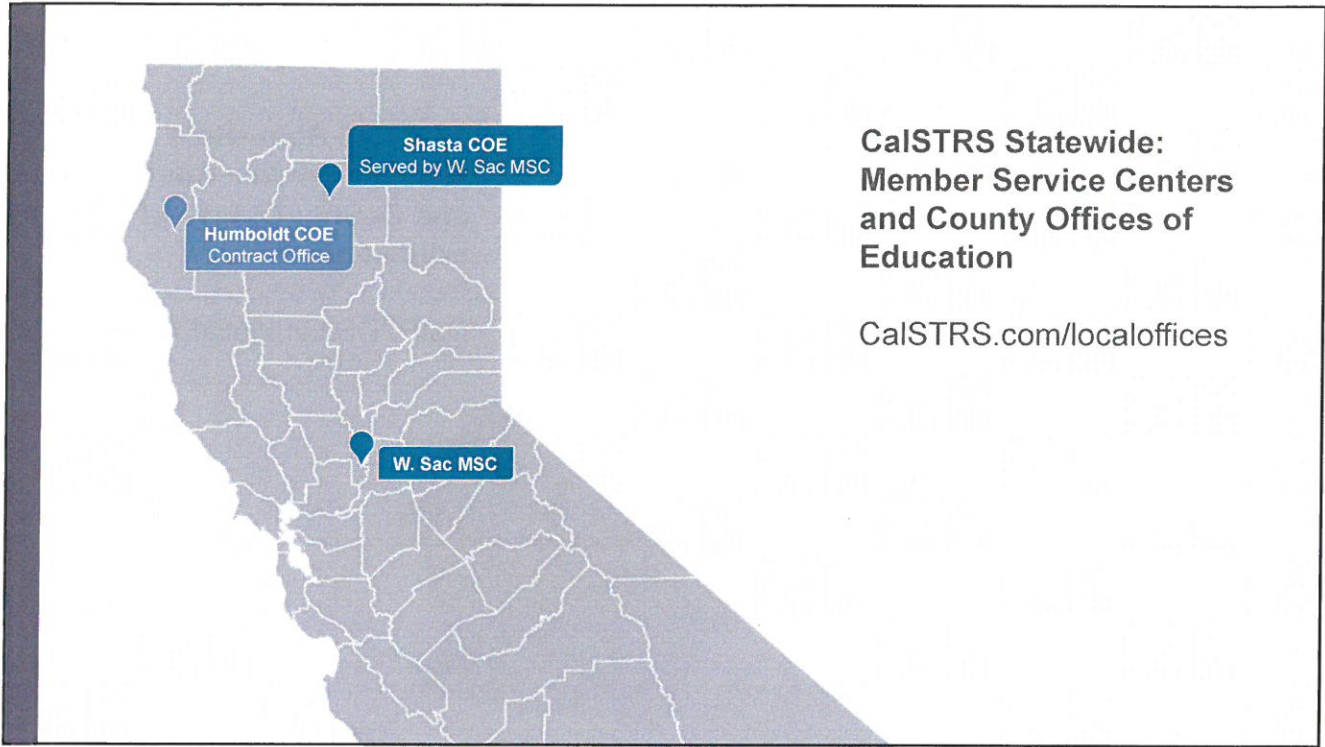 Shasta COE
Served by W. Sac MSC
Humboldt COE
Contract Office
W. Sac MSC
CalSTRS Statewide:
Member Service Centers
and County Offices of
Education
CalSTRS.com/localoffices